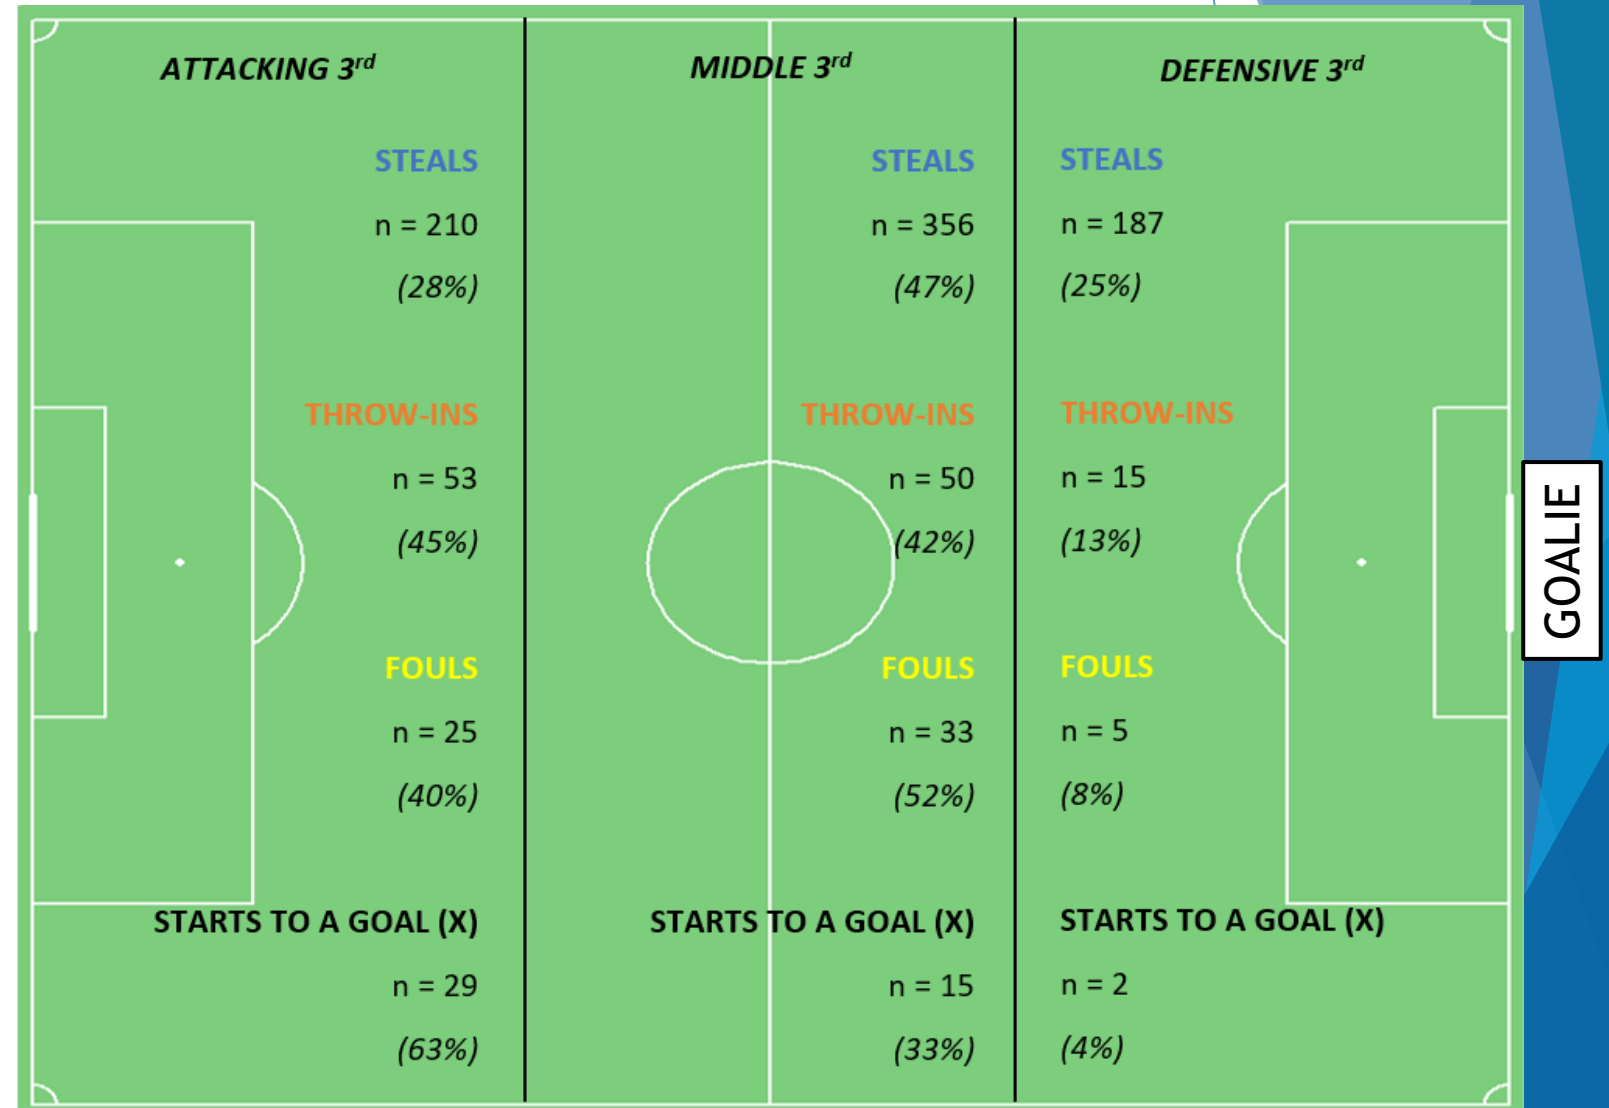 ATTACKING 3rd
STEALS
n = 210
(28%)
THROW-INS
n = 53
(45%)
FOULS
n = 25
(40%)
STARTS TO A GOAL (X)
n = 29
(63%)
MIDDLE 3rd
STEALS
n = 356
(47%)
THROW-INS
n = 50
(42%)
FOULS
n = 33
(52%)
STARTS TO A GOAL (X)
n = 15
(33%)
DEFENSIVE 3rd
STEALS
n = 187
(25%)
THROW-INS
n = 15
(13%)
FOULS
n = 5
(8%)
STARTS TO A GOAL (X)
n = 2
(4%)
GOALIE